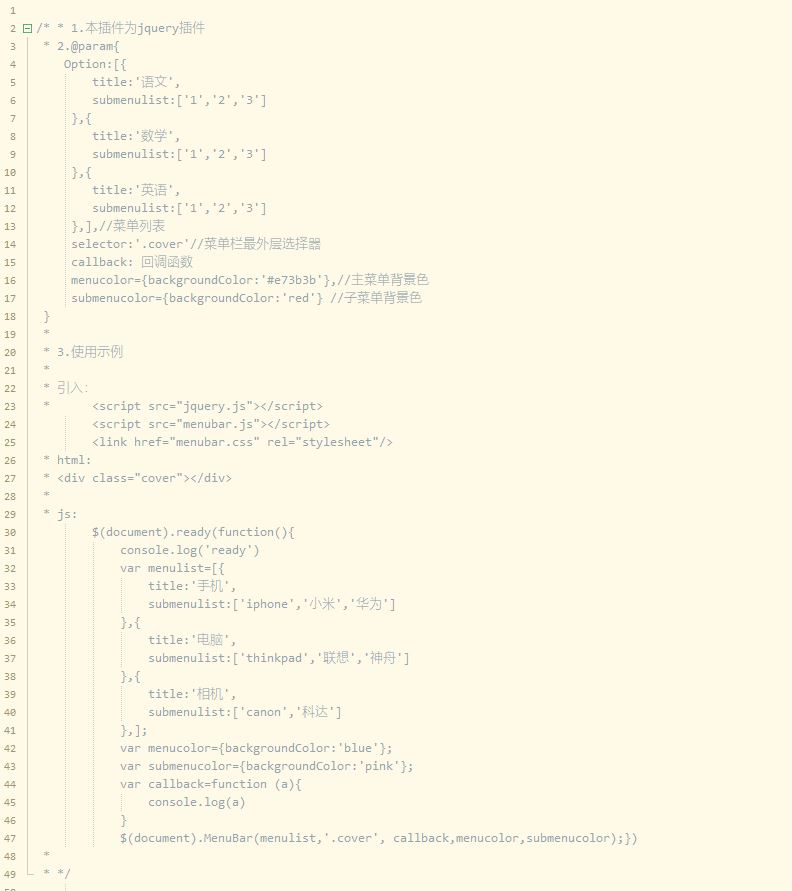 1
2 /* * 1.本插件为jquery插件
3 * 2.@param{
4 Option:[{
5 title:'语文',
6 submenulist:['1','2','3']
7 },{
8 title:'数学',
9 submenulist:['1','2','3']
10 },{
11 title:'英语',
12 submenulist:['1','2','3']
13 },],//菜单列表
14 selector:'.cover'//菜单栏最外层选择器
15 callback: 回调函数
16 menucolor={backgroundColor:'#e73b3b'},//主菜单背景色
17 submenucolor={backgroundColor:'red'} //子菜单背景色
18 }
19 *
20 * 3.使用示例
21 *
22 * 引入:
23 * <script src="jquery.js"></script>
24 <script src="menubar.js"></script>
25 <link href="menubar.css" rel="stylesheet"/>
26 * html:
27 * <div class="cover"></div>
28 *
29 * js:
30 $(document).ready(function(){
31 console.log('ready')
32 var menulist=[{
33 title:'手机',
34 submenulist:['iphone','小米','华为']
35 },{
36 title:'电脑',
37 submenulist:['thinkpad','联想','神舟']
38 },{
39 title:'相机',
40 submenulist:['canon','科达']
41 },];
42 var menucolor={backgroundColor:'blue'};
43 var submenucolor={backgroundColor:'pink'};
44 var callback=function (a){
45 console.log(a)
46 }
47 $(document).MenuBar(menulist,'.cover', callback,menucolor,submenucolor);})
48 *
49 * */